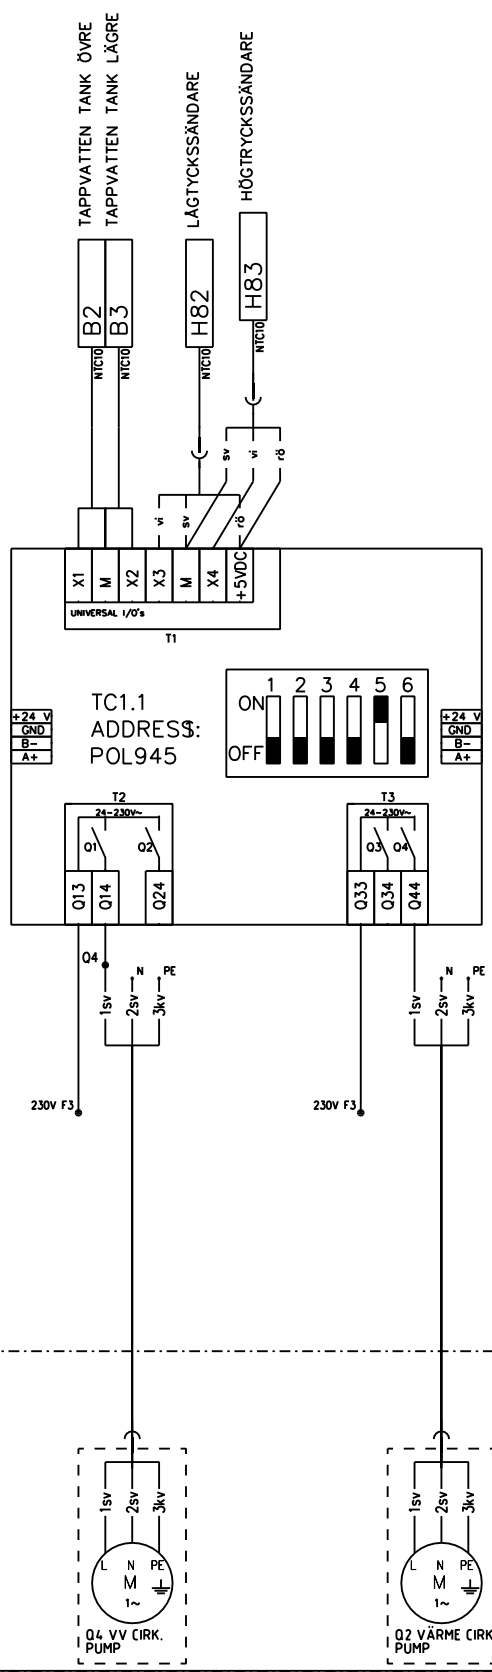 TAPPVATTEN TANK ÖVRE
TAPPVATTEN TANK LÄGRE
LÅGTYCKSSÄNDARE
HÖGTRYCKSSÄNDARE
B2
B3
H82
H83
NTC10
NTC10
NTC10
NTC10
sv
vi
rö
vi
sv
rö
X1
M
X2
X3
M
X4
+5VDC
UNIVERSAL I/O's
T1
TC1.1
ADDRESS:
POL945
1 2 3 4 5 6
ON
OFF
+24 V
GND
B-
A+
+24 V
GND
B-
A+
T2
24-230V~
Q1
Q2
Q13
Q14
Q24
T3
24-230V~
Q3
Q4
Q33
Q34
Q44
Q4
N
PE
1sv
2sv
3kv
N
PE
1sv
2sv
3kv
230V F3
230V F3
1sv
2sv
3kv
L N PE
M
1~
Q4 VV CIRK.
PUMP
1sv
2sv
3kv
L N PE
M
1~
Q2 VÄRME CIRK
PUMP